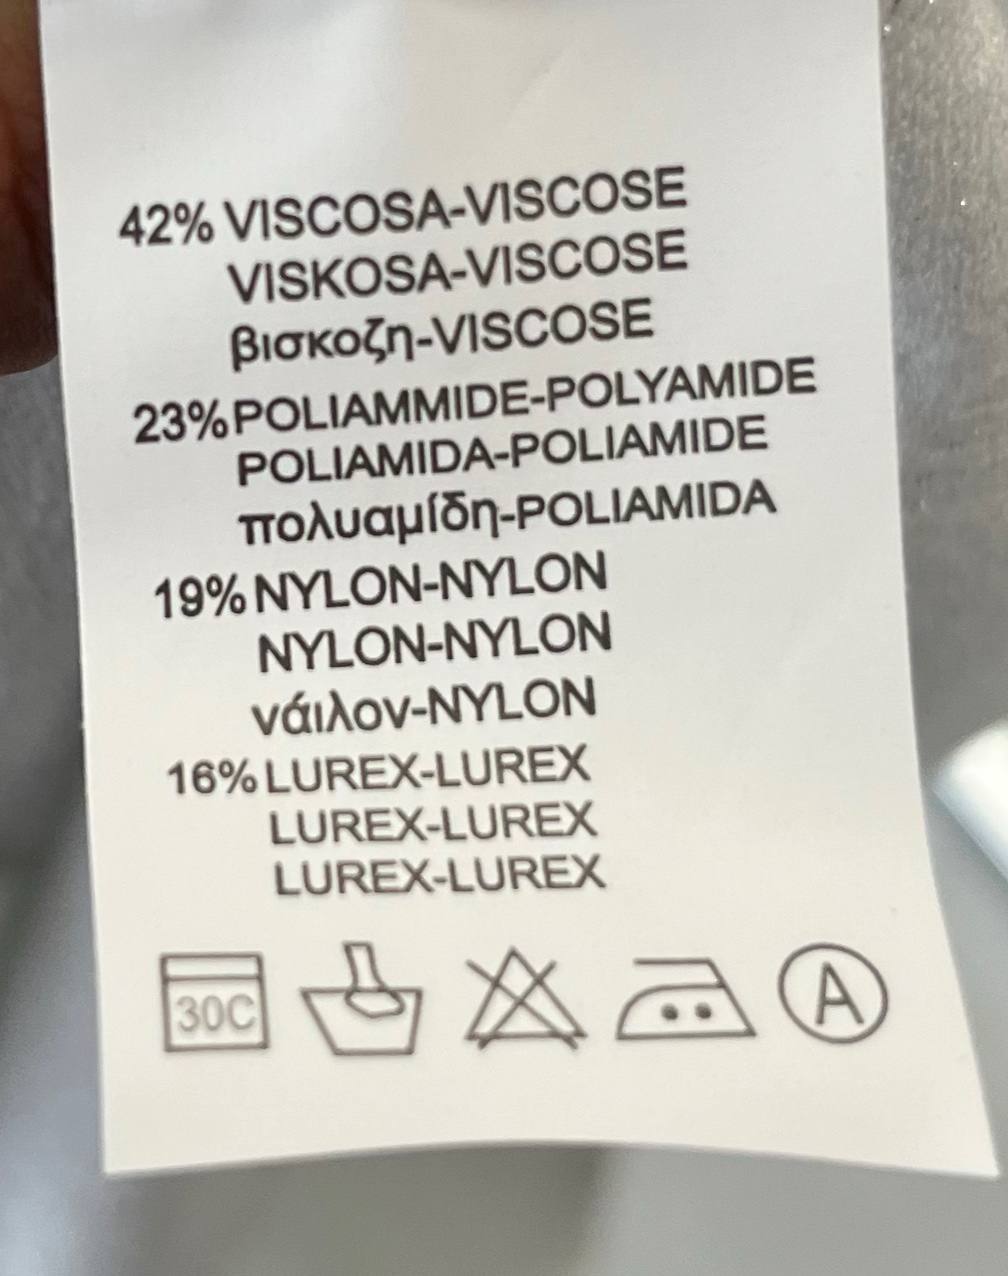 42% VISCOSA-VISCOSE
VISKOSA-VISCOSE
βισκοζη-VISCOSE
23% POLIAMMIDE-POLYAMIDE
POLIAMIDA-POLIAMIDE
πολυαμίδη-POLIAMIDA
19% NYLON-NYLON
NYLON-NYLON
νάιλον-NYLON
16% LUREX-LUREX
LUREX-LUREX
LUREX-LUREX
30C A